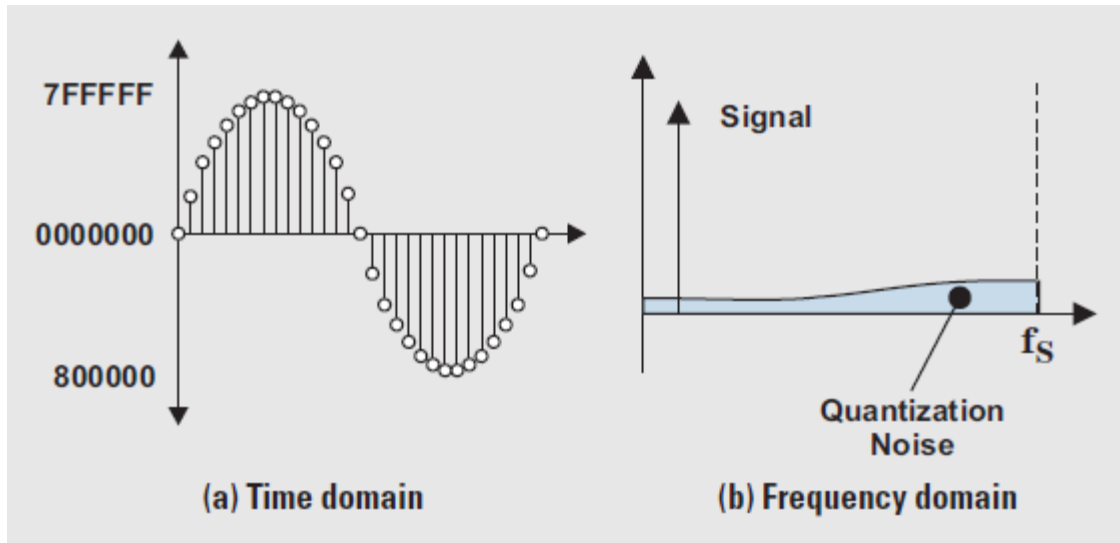 7FFFFF
0000000
800000
(a) Time domain
Signal
fS
Quantization
Noise
(b) Frequency domain